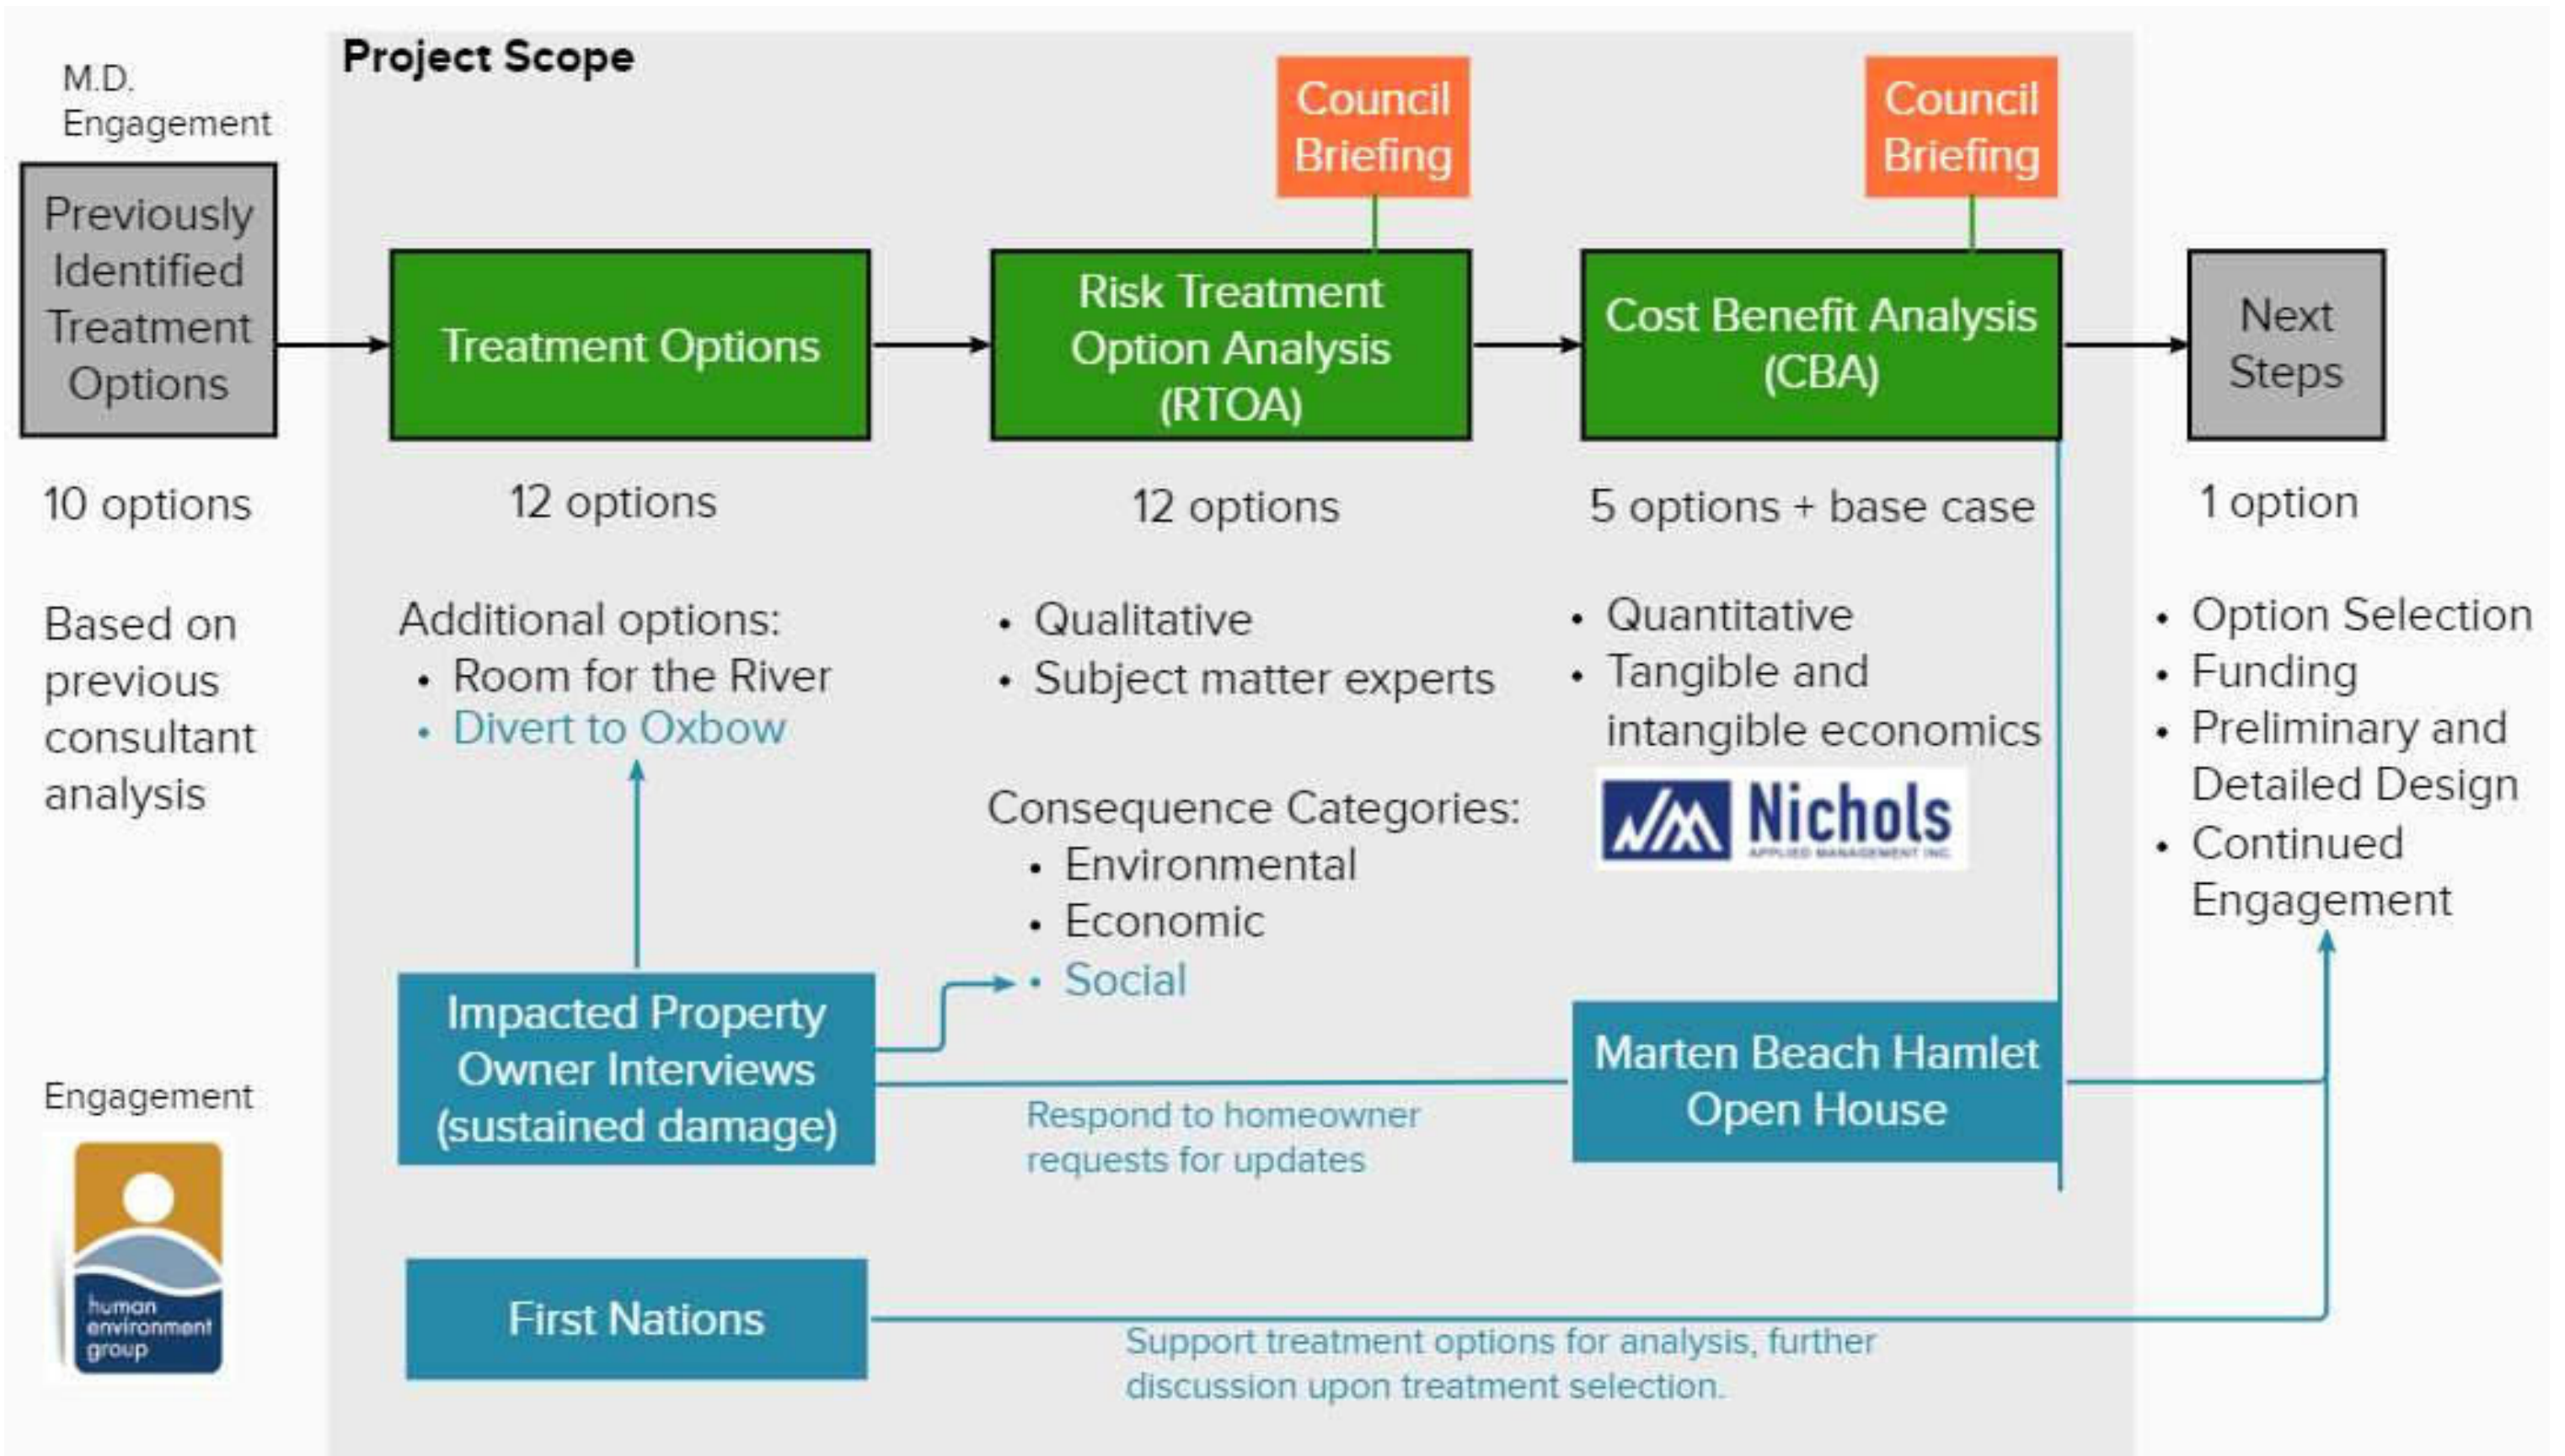 Project Scope
M.D.
Engagement
Previously
Identified
Treatment
Options
Treatment Options
Council
Briefing
Risk Treatment
Option Analysis
(RTOA)
Council
Briefing
Cost Benefit Analysis
(CBA)
Next
Steps
10 options
12 options
12 options
5 options + base case
1 option
Based on
previous
consultant
analysis
Additional options:
• Room for the River
• Divert to Oxbow
• Qualitative
• Subject matter experts
Consequence Categories:
• Environmental
• Economic
• Social
• Quantitative
• Tangible and
intangible economics
Nichols
APPLIED MANAGEMENT INC.
• Option Selection
• Funding
• Preliminary and
Detailed Design
• Continued
Engagement
Engagement
human
environment
group
Impacted Property
Owner Interviews
(sustained damage)
Respond to homeowner
requests for updates
Marten Beach Hamlet
Open House
First Nations
Support treatment options for analysis, further
discussion upon treatment selection.